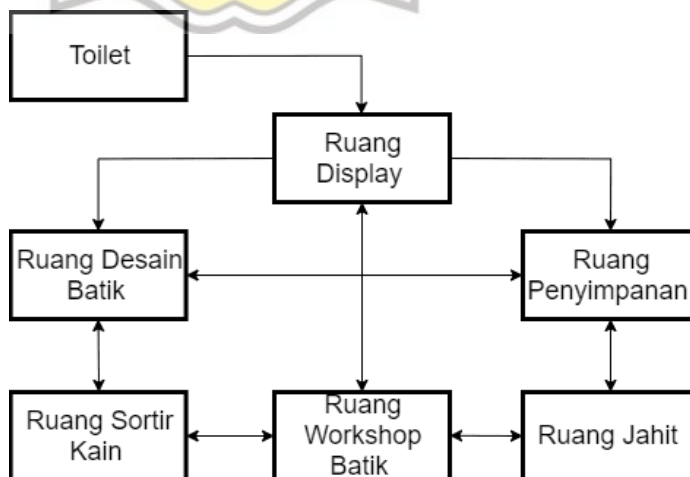 Toilet
Ruang
Display
Ruang Desain
Batik
Ruang
Penyimpanan
Ruang Sortir
Kain
Ruang
Workshop
Batik
Ruang Jahit